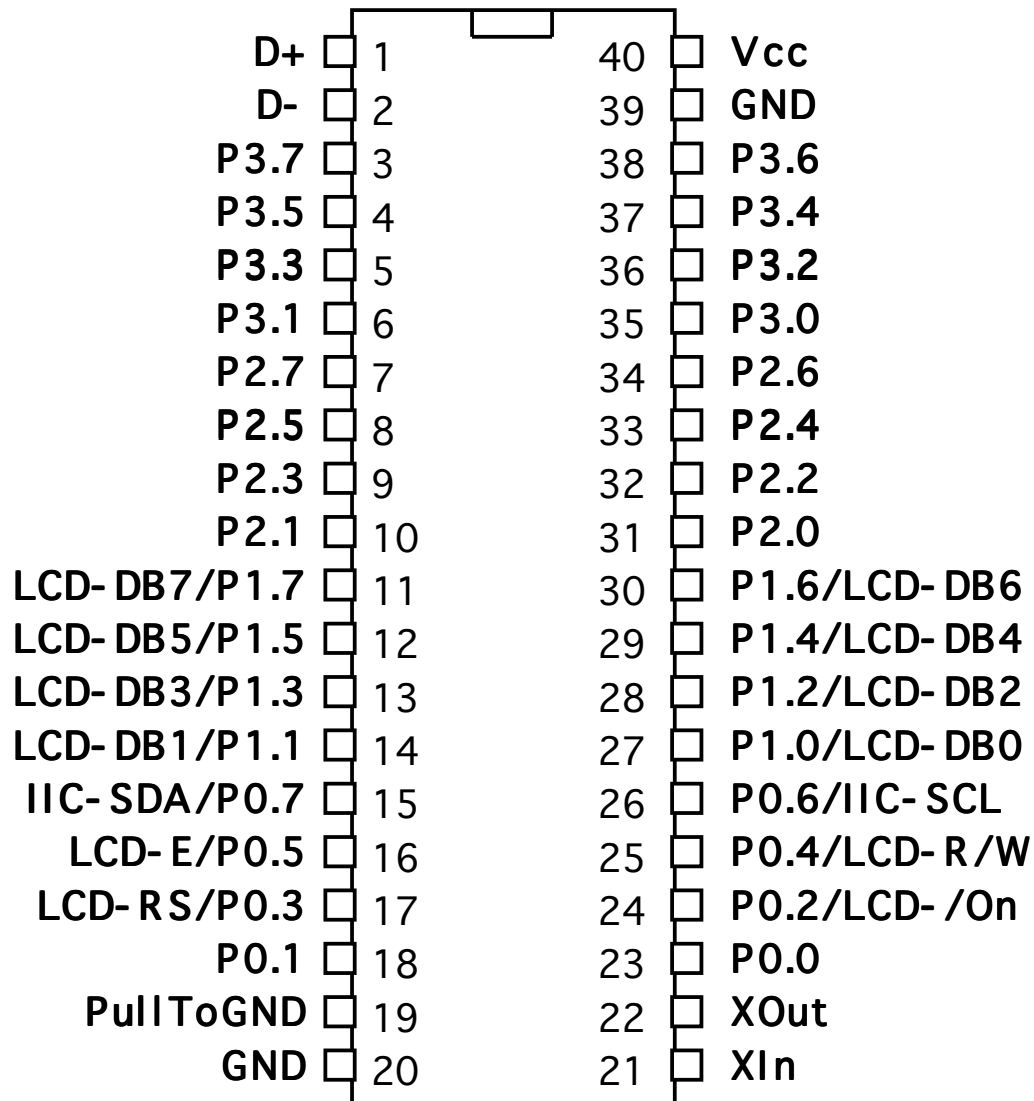 D+ 1 40 Vcc
D- 2 39 GND
P3.7 3 38 P3.6
P3.5 4 37 P3.4
P3.3 5 36 P3.2
P3.1 6 35 P3.0
P2.7 7 34 P2.6
P2.5 8 33 P2.4
P2.3 9 32 P2.2
P2.1 10 31 P2.0
LCD-DB7/P1.7 11 30 P1.6/LCD-DB6
LCD-DB5/P1.5 12 29 P1.4/LCD-DB4
LCD-DB3/P1.3 13 28 P1.2/LCD-DB2
LCD-DB1/P1.1 14 27 P1.0/LCD-DB0
IIC-SDA/P0.7 15 26 P0.6/IIC-SCL
LCD-E/P0.5 16 25 P0.4/LCD-R/W
LCD-RS/P0.3 17 24 P0.2/LCD-/On
P0.1 18 23 P0.0
PullToGND 19 22 XOut
GND 20 21 XIn